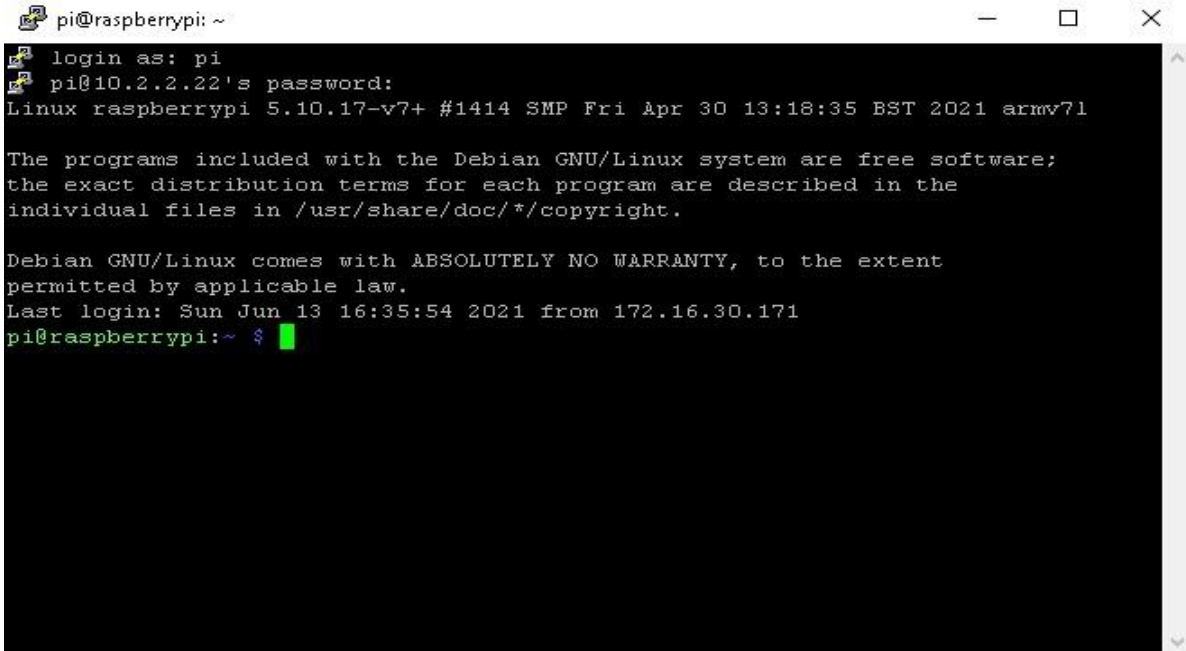 pi@raspberrypi: ~
login as: pi
pi@10.2.2.22's password:
Linux raspberrypi 5.10.17-v7+ #1414 SMP Fri Apr 30 13:18:35 BST 2021 armv7l
The programs included with the Debian GNU/Linux system are free software;
the exact distribution terms for each program are described in the
individual files in /usr/share/doc/*/copyright.
Debian GNU/Linux comes with ABSOLUTELY NO WARRANTY, to the extent
permitted by applicable law.
Last login: Sun Jun 13 16:35:54 2021 from 172.16.30.171
pi@raspberrypi:~ $